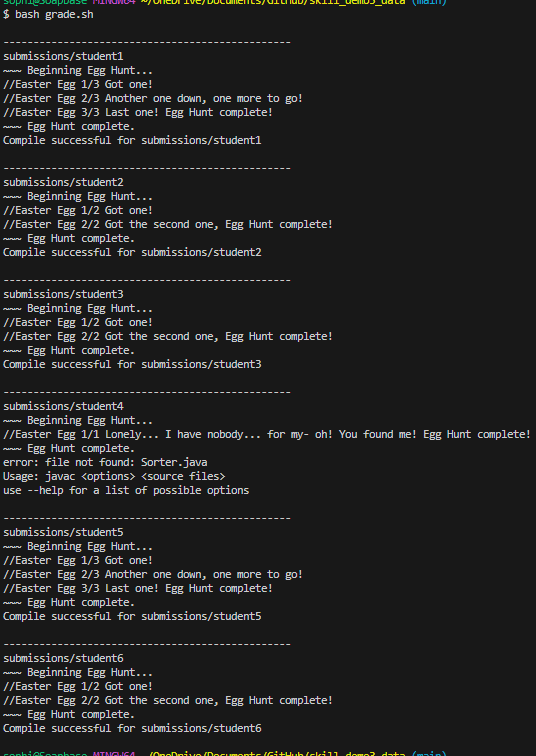 sophi@Soapbase MINGW64 ~/OneDrive/Documents/GitHub/skill_demo3_data (main)
$ bash grade.sh
-----------------------------------------------
submissions/student1
~~~ Beginning Egg Hunt...
//Easter Egg 1/3 Got one!
//Easter Egg 2/3 Another one down, one more to go!
//Easter Egg 3/3 Last one! Egg Hunt complete!
~~~ Egg Hunt complete.
Compile successful for submissions/student1
-----------------------------------------------
submissions/student2
~~~ Beginning Egg Hunt...
//Easter Egg 1/2 Got one!
//Easter Egg 2/2 Got the second one, Egg Hunt complete!
~~~ Egg Hunt complete.
Compile successful for submissions/student2
-----------------------------------------------
submissions/student3
~~~ Beginning Egg Hunt...
//Easter Egg 1/2 Got one!
//Easter Egg 2/2 Got the second one, Egg Hunt complete!
~~~ Egg Hunt complete.
Compile successful for submissions/student3
-----------------------------------------------
submissions/student4
~~~ Beginning Egg Hunt...
//Easter Egg 1/1 Lonely... I have nobody... for my- oh! You found me! Egg Hunt complete!
~~~ Egg Hunt complete.
error: file not found: Sorter.java
Usage: javac <options> <source files>
use --help for a list of possible options
-----------------------------------------------
submissions/student5
~~~ Beginning Egg Hunt...
//Easter Egg 1/3 Got one!
//Easter Egg 2/3 Another one down, one more to go!
//Easter Egg 3/3 Last one! Egg Hunt complete!
~~~ Egg Hunt complete.
Compile successful for submissions/student5
-----------------------------------------------
submissions/student6
~~~ Beginning Egg Hunt...
//Easter Egg 1/2 Got one!
//Easter Egg 2/2 Got the second one, Egg Hunt complete!
~~~ Egg Hunt complete.
Compile successful for submissions/student6
sophi@Soapbase MINGW64 ~/OneDrive/Documents/GitHub/skill_demo3_data (main)